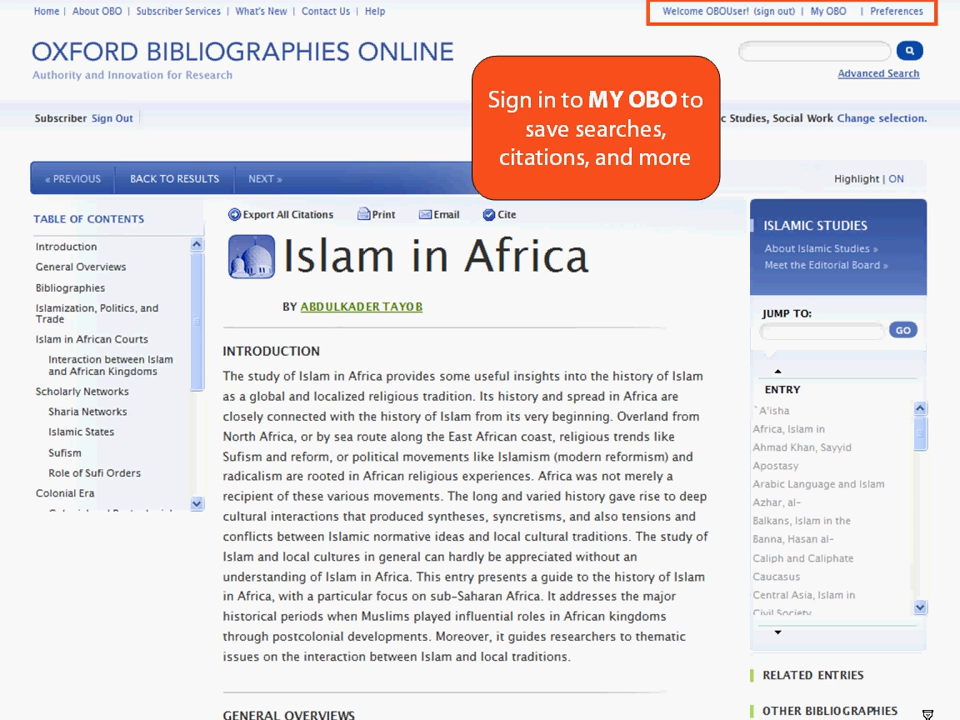 Home | About OBO | Subscriber Services | What's New | Contact Us | Help
Welcome OBOUser! (sign out) | My OBO | Preferences
OXFORD BIBLIOGRAPHIES ONLINE
Authority and Innovation for Research
Advanced Search
Sign in to MY OBO to
save searches,
citations, and more
Subscriber Sign Out
Studies, Social Work Change selection.
« PREVIOUS
BACK TO RESULTS
NEXT »
Highlight | ON
TABLE OF CONTENTS
Introduction
General Overviews
Bibliographies
Islamization, Politics, and
Trade
Islam in African Courts
Interaction between Islam
and African Kingdoms
Scholarly Networks
Sharia Networks
Islamic States
Sufism
Role of Sufi Orders
Colonial Era
Export All Citations
Print
Email
Cite
Islam in Africa
BY ABDULKADER TAYOB
INTRODUCTION
The study of Islam in Africa provides some useful insights into the history of Islam
as a global and localized religious tradition. Its history and spread in Africa are
closely connected with the history of Islam from its very beginning. Overland from
North Africa, or by sea route along the East African coast, religious trends like
Sufism and reform, or political movements like Islamism (modern reformism) and
radicalism are rooted in African religious experiences. Africa was not merely a
recipient of these various movements. The long and varied history gave rise to deep
cultural interactions that produced syntheses, syncretisms, and also tensions and
conflicts between Islamic normative ideas and local cultural traditions. The study of
Islam and local cultures in general can hardly be appreciated without an
understanding of Islam in Africa. This entry presents a guide to the history of Islam
in Africa, with a particular focus on sub-Saharan Africa. It addresses the major
historical periods when Muslims played influential roles in African kingdoms
through postcolonial developments. Moreover, it guides researchers to thematic
issues on the interaction between Islam and local traditions.
GENERAL OVERVIEWS
ISLAMIC STUDIES
About Islamic Studies »
Meet the Editorial Board »
JUMP TO:
GO
ENTRY
`A'isha
Africa, Islam in
Ahmad Khan, Sayyid
Apostasy
Arabic Language and Islam
Azhar, al-
Balkans, Islam in the
Banna, Hasan al-
Caliph and Caliphate
Caucasus
Central Asia, Islam in
Civil Society
RELATED ENTRIES
OTHER BIBLIOGRAPHIES